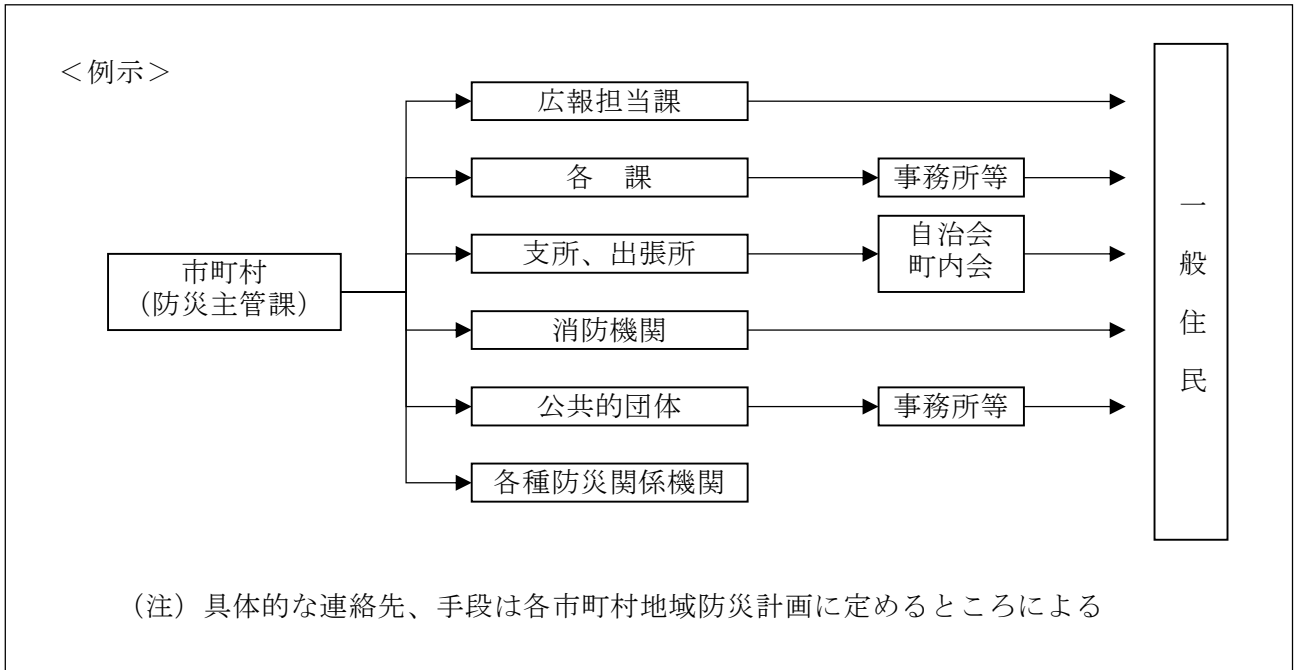 ＜例示＞
広報担当課
各　課
事務所等
支所、出張所
自治会
町内会
市町村
（防災主管課）
消防機関
公共的団体
事務所等
各種防災関係機関
一般住民
（注）具体的な連絡先、手段は各市町村地域防災計画に定めるところによる